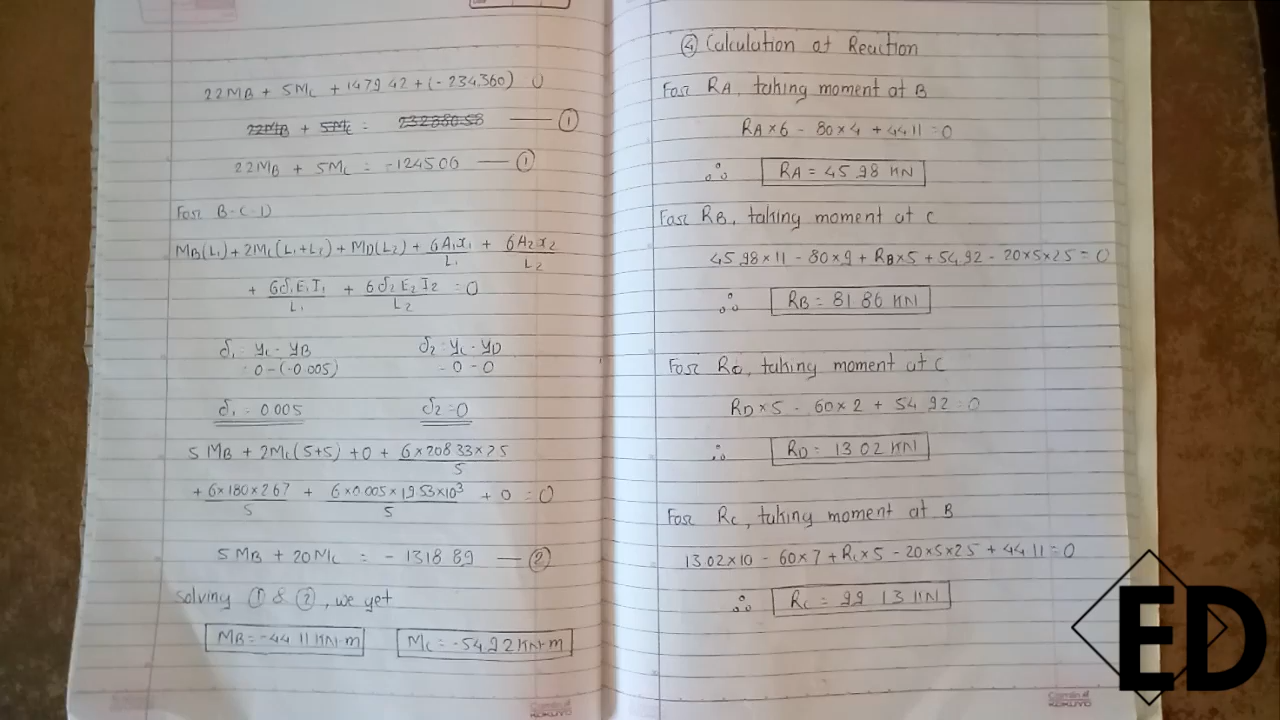 22MB + 5MC + 1479.42 + (-234.360) = 0
22MB + 5MC = 232880.58 —— ①
22MB + 5MC = -1245.06 —— ①
For B-C-D
MB(L1) + 2MC(L1+L2) + MD(L2) + 6A1x1/L1 + 6A2x2/L2
+ 6δ1E1I1/L1 + 6δ2E2I2/L2 = 0
δ1 = yC - yB δ2 = yC - yD
= 0-(-0.005) = 0-0
δ1 = 0.005 δ2 = 0
5MB + 2MC(5+5) + 0 + 6×208.33×2.5/5
+ 6×180×2.67/5 + 6×0.005×19.53×10³/5 + 0 = 0
5MB + 20MC = -1318.89 —— ②
Solving ① & ②, we get
MB = -44.11 KN·m MC = -54.92 KN·m
④ Calculation of Reaction
For RA, taking moment at B
RA×6 - 80×4 + 44.11 = 0
∴ RA = 45.98 KN
For RB, taking moment at C
45.98×11 - 80×9 + RB×5 + 54.92 - 20×5×2.5 = 0
∴ RB = 81.86 KN
For RD, taking moment at C
RD×5 - 60×2 + 54.92 = 0
∴ RD = 13.02 KN
For RC, taking moment at B
13.02×10 - 60×7 + RC×5 - 20×5×2.5 + 44.11 = 0
∴ RC = 99.13 KN
ED